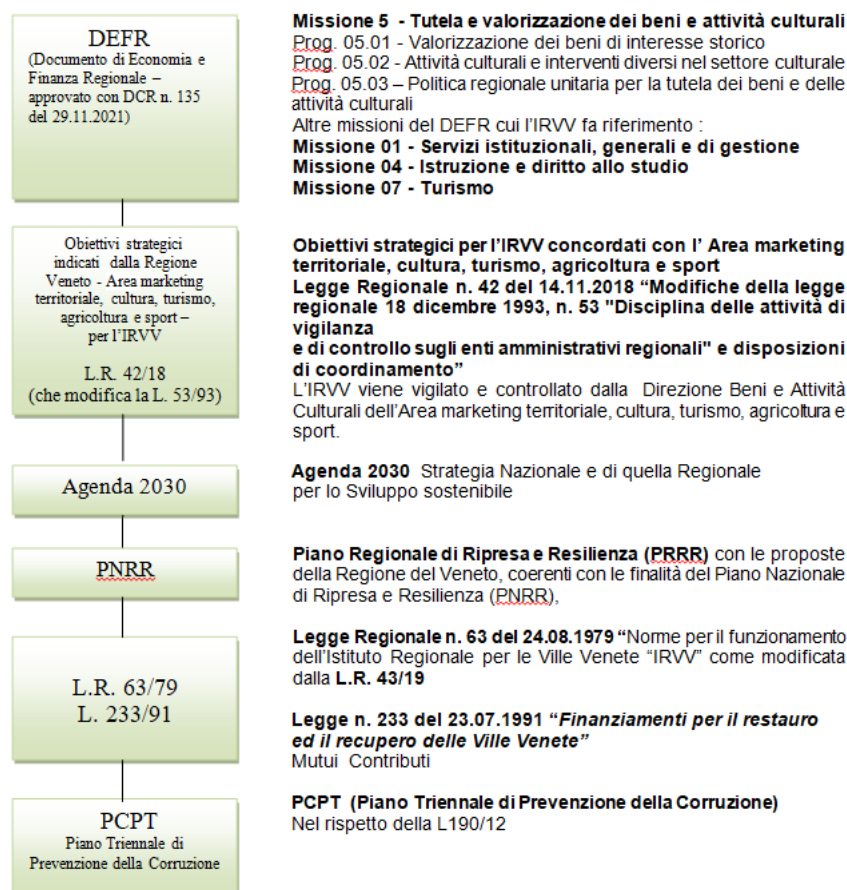 DEFR
(Documento di Economia e
Finanza Regionale –
approvato con DCR n. 135
del 29.11.2021)
Missione 5 - Tutela e valorizzazione dei beni e attività culturali
Prog. 05.01 - Valorizzazione dei beni di interesse storico
Prog. 05.02 - Attività culturali e interventi diversi nel settore culturale
Prog. 05.03 – Politica regionale unitaria per la tutela dei beni e delle
attività culturali
Altre missioni del DEFR cui l'IRVV fa riferimento :
Missione 01 - Servizi istituzionali, generali e di gestione
Missione 04 - Istruzione e diritto allo studio
Missione 07 - Turismo
Obiettivi strategici
indicati dalla Regione
Veneto - Area marketing
territoriale, cultura, turismo,
agricoltura e sport –
per l'IRVV
L.R. 42/18
(che modifica la L. 53/93)
Obiettivi strategici per l'IRVV concordati con l' Area marketing
territoriale, cultura, turismo, agricoltura e sport
Legge Regionale n. 42 del 14.11.2018 “Modifiche della legge
regionale 18 dicembre 1993, n. 53 "Disciplina delle attività di
vigilanza
e di controllo sugli enti amministrativi regionali" e disposizioni
di coordinamento”
L'IRVV viene vigilato e controllato dalla Direzione Beni e Attività
Culturali dell'Area marketing territoriale, cultura, turismo, agricoltura e
sport.
Agenda 2030
Agenda 2030 Strategia Nazionale e di quella Regionale
per lo Sviluppo sostenibile
PNRR
Piano Regionale di Ripresa e Resilienza (PRRR) con le proposte
della Regione del Veneto, coerenti con le finalità del Piano Nazionale
di Ripresa e Resilienza (PNRR),
L.R. 63/79
L. 233/91
Legge Regionale n. 63 del 24.08.1979 “Norme per il funzionamento
dell'Istituto Regionale per le Ville Venete “IRVV” come modificata
dalla L.R. 43/19
Legge n. 233 del 23.07.1991 “Finanziamenti per il restauro
ed il recupero delle Ville Venete”
Mutui Contributi
PCPT
Piano Triennale di
Prevenzione della Corruzione
PCPT (Piano Triennale di Prevenzione della Corruzione)
Nel rispetto della L190/12